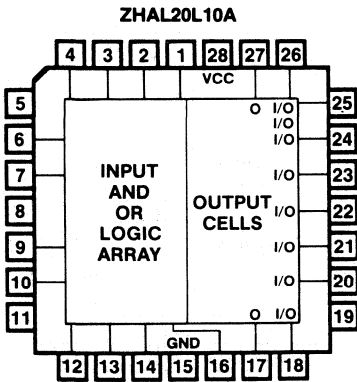 ZHAL20L10A
4 3 2 1 28 27 26
VCC
5 O I/O 25
I/O
6 I/O 24
7 INPUT I/O 23
AND OUTPUT
8 OR CELLS I/O 22
LOGIC
9 ARRAY I/O 21
10 I/O 20
11 O I/O 19
GND
12 13 14 15 16 17 18